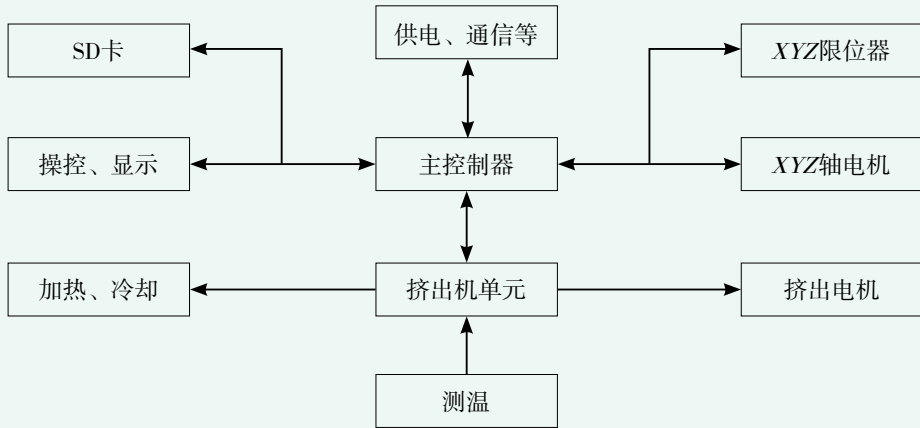 SD卡
供电、通信等
XYZ限位器
操控、显示
主控制器
XYZ轴电机
加热、冷却
挤出机单元
挤出电机
测温